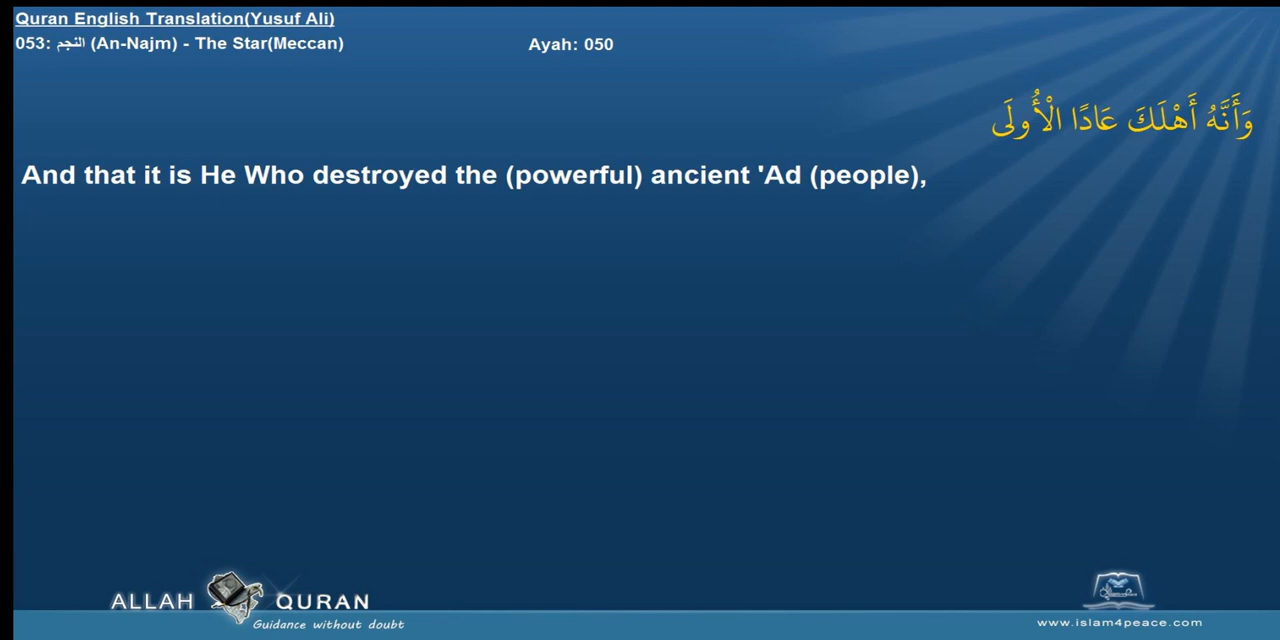 Quran English Translation(Yusuf Ali)
053: النجم (An-Najm) - The Star(Meccan) Ayah: 050
وَأَنَّهُ أَهْلَكَ عَادًا الْأُولَى
And that it is He Who destroyed the (powerful) ancient 'Ad (people),
ALLAH QURAN
Guidance without doubt
www.islam4peace.com